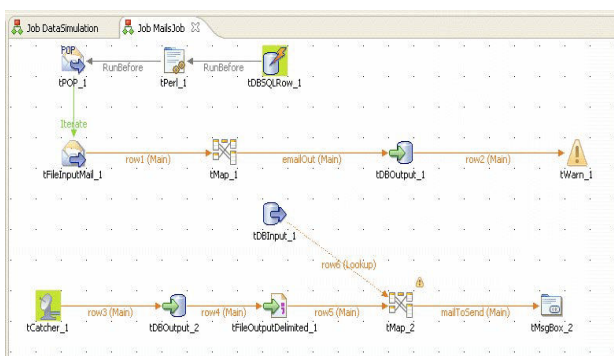 Job DataSimulation
Job MailsJob
POP
RunBefore
RunBefore
tPOP_1
tPerl_1
tDBSQLRow_1
Iterate
row1 (Main)
emailOut (Main)
row2 (Main)
tFileInputMail_1
tMap_1
tDBOutput_1
tWarn_1
tDBInput_1
row6 (Lookup)
row3 (Main)
row4 (Main)
row5 (Main)
mailToSend (Main)
tCatcher_1
tDBOutput_2
tFileOutputDelimited_1
tMap_2
tMsgBox_2